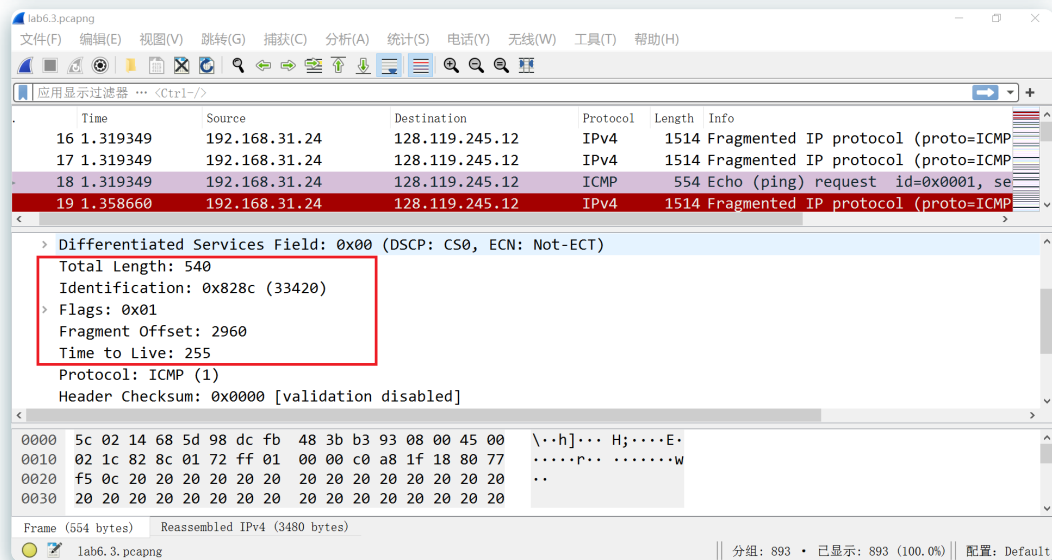 lab6.3.pcapng
文件(F) 编辑(E) 视图(V) 跳转(G) 捕获(C) 分析(A) 统计(S) 电话(Y) 无线(W) 工具(T) 帮助(H)
应用显示过滤器 … <Ctrl-/>
Time Source Destination Protocol Length Info
16 1.319349 192.168.31.24 128.119.245.12 IPv4 1514 Fragmented IP protocol (proto=ICMP
17 1.319349 192.168.31.24 128.119.245.12 IPv4 1514 Fragmented IP protocol (proto=ICMP
18 1.319349 192.168.31.24 128.119.245.12 ICMP 554 Echo (ping) request id=0x0001, se
19 1.358660 192.168.31.24 128.119.245.12 IPv4 1514 Fragmented IP protocol (proto=ICMP
Differentiated Services Field: 0x00 (DSCP: CS0, ECN: Not-ECT)
Total Length: 540
Identification: 0x828c (33420)
Flags: 0x01
Fragment Offset: 2960
Time to Live: 255
Protocol: ICMP (1)
Header Checksum: 0x0000 [validation disabled]
0000 5c 02 14 68 5d 98 dc fb 48 3b b3 93 08 00 45 00 \··h]··· H;····E·
0010 02 1c 82 8c 01 72 ff 01 00 00 c0 a8 1f 18 80 77 ·····r·· ·······w
0020 f5 0c 20 20 20 20 20 20 20 20 20 20 20 20 20 20 ··
0030 20 20 20 20 20 20 20 20 20 20 20 20 20 20 20 20
Frame (554 bytes) Reassembled IPv4 (3480 bytes)
lab6.3.pcapng 分组: 893 · 已显示: 893 (100.0%) 配置: Default